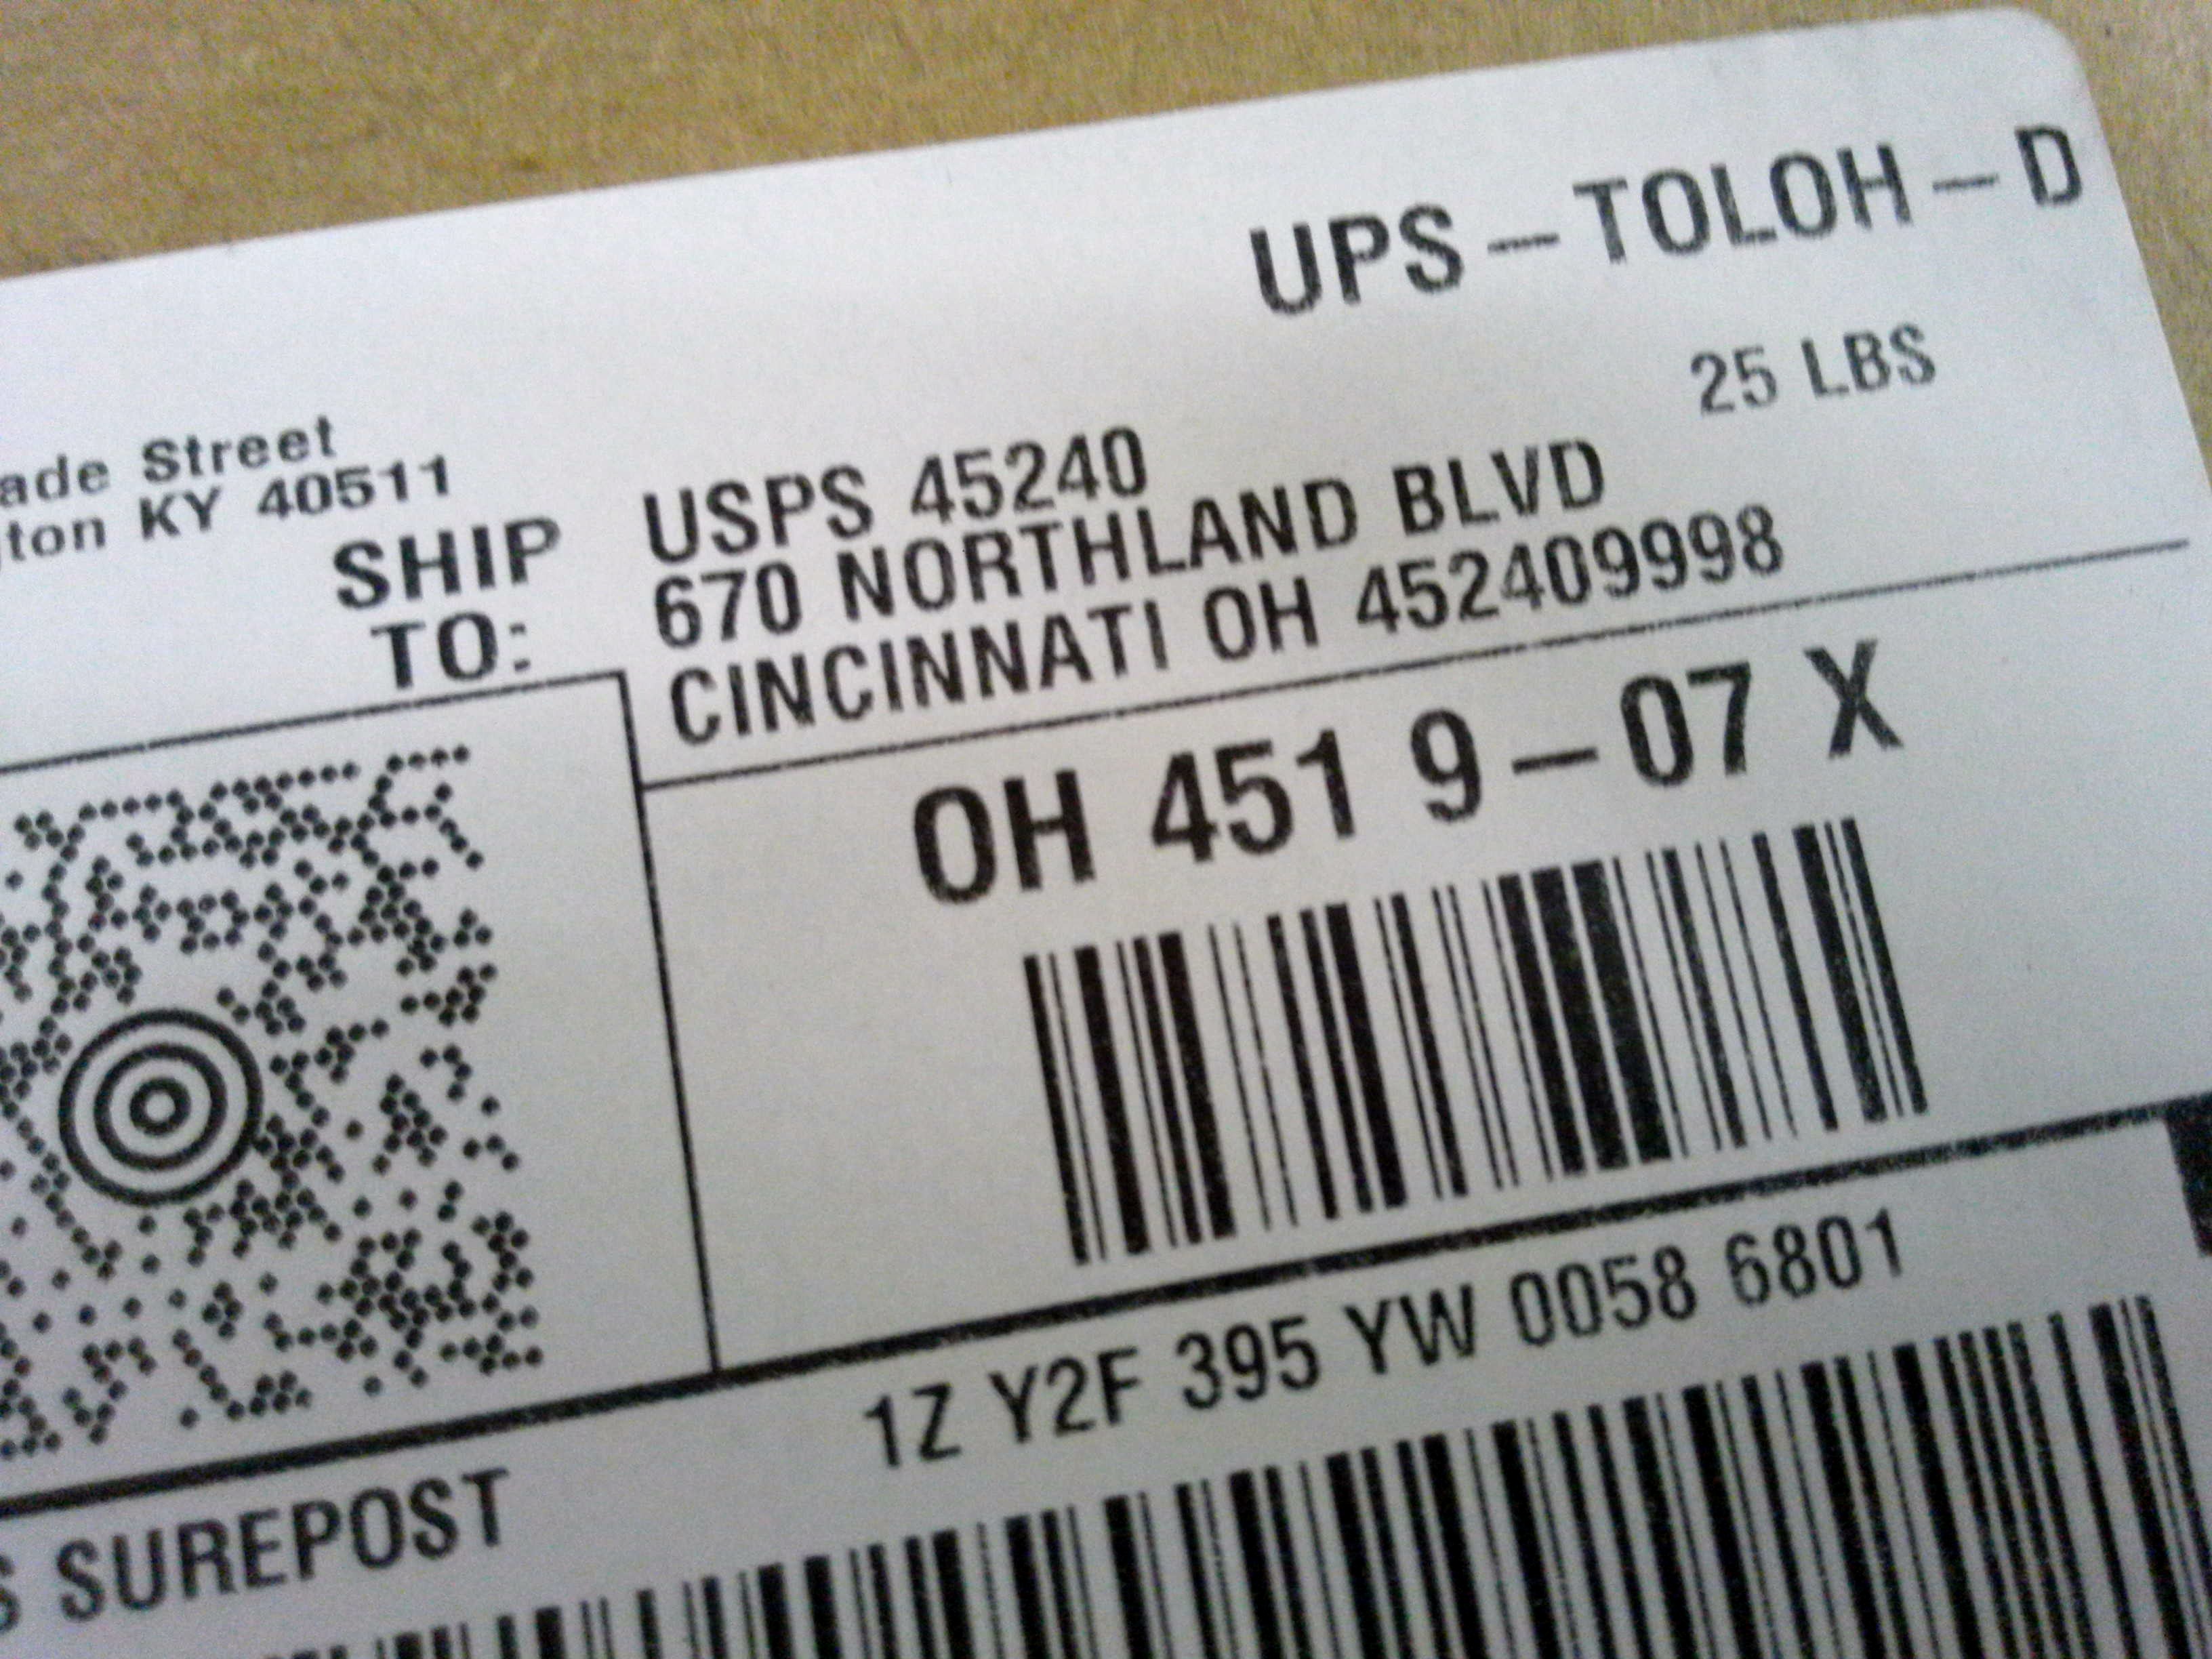 UPS - TOLOH - D
25 LBS
ade Street
ton KY 40511
SHIP
TO:
USPS 45240
670 NORTHLAND BLVD
CINCINNATI OH 452409998
OH 451 9-07 X
1Z Y2F 395 YW 0058 6801
S SUREPOST